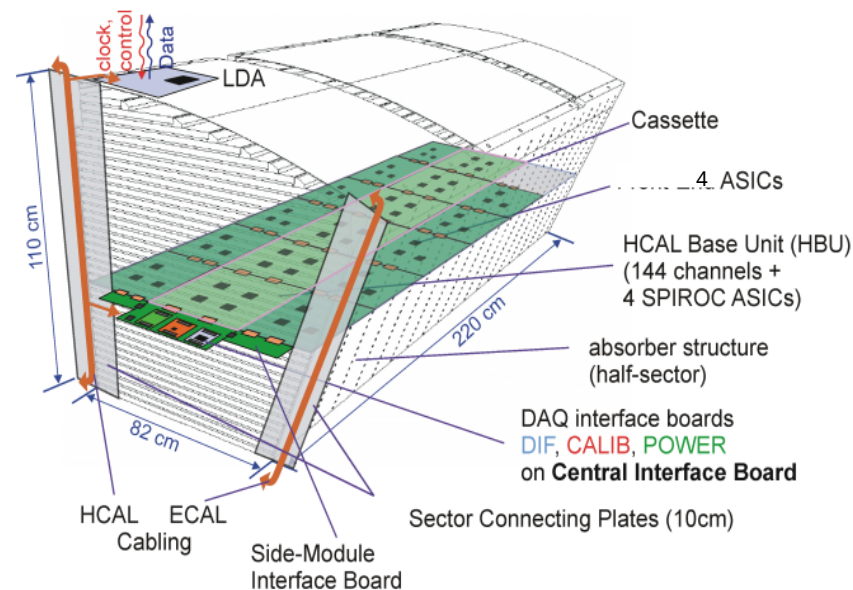 clock,
control
Data
LDA
Cassette
4 ASICs
HCAL Base Unit (HBU)
(144 channels +
4 SPIROC ASICs)
110 cm
220 cm
absorber structure
(half-sector)
82 cm
DAQ interface boards
DIF, CALIB, POWER
on Central Interface Board
HCAL ECAL
Cabling
Sector Connecting Plates (10cm)
Side-Module
Interface Board